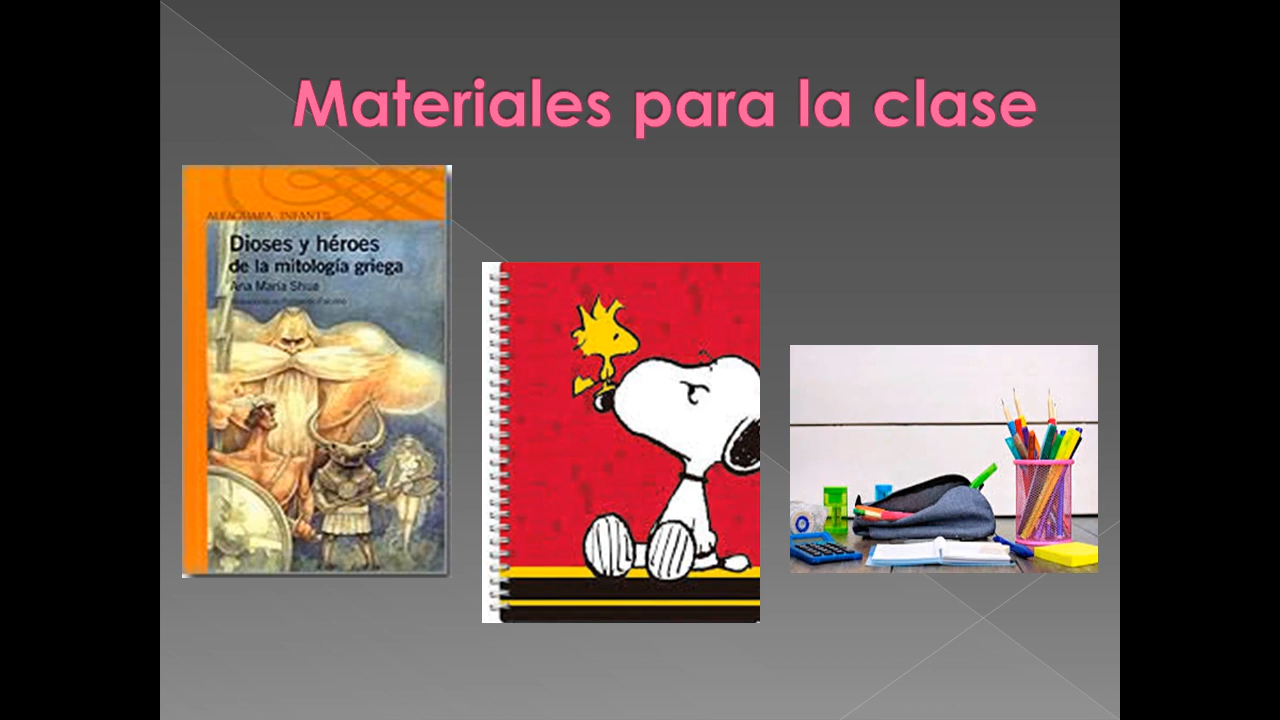 Materiales para la clase
ALFAGUARA INFANTIL
Dioses y héroes
de la mitología griega
Ana María Shua